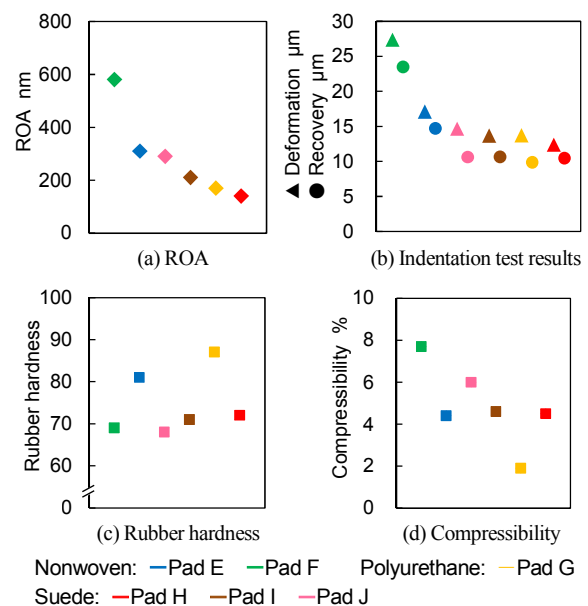 800
600
400
200
0
ROA nm
(a) ROA
30
25
20
15
10
5
0
▲ Deformation μm
● Recovery μm
(b) Indentation test results
100
90
80
70
60
0
Rubber hardness
(c) Rubber hardness
10
8
6
4
2
0
Compressibility %
(d) Compressibility
Nonwoven: Pad E Pad F Polyurethane: Pad G
Suede: Pad H Pad I Pad J